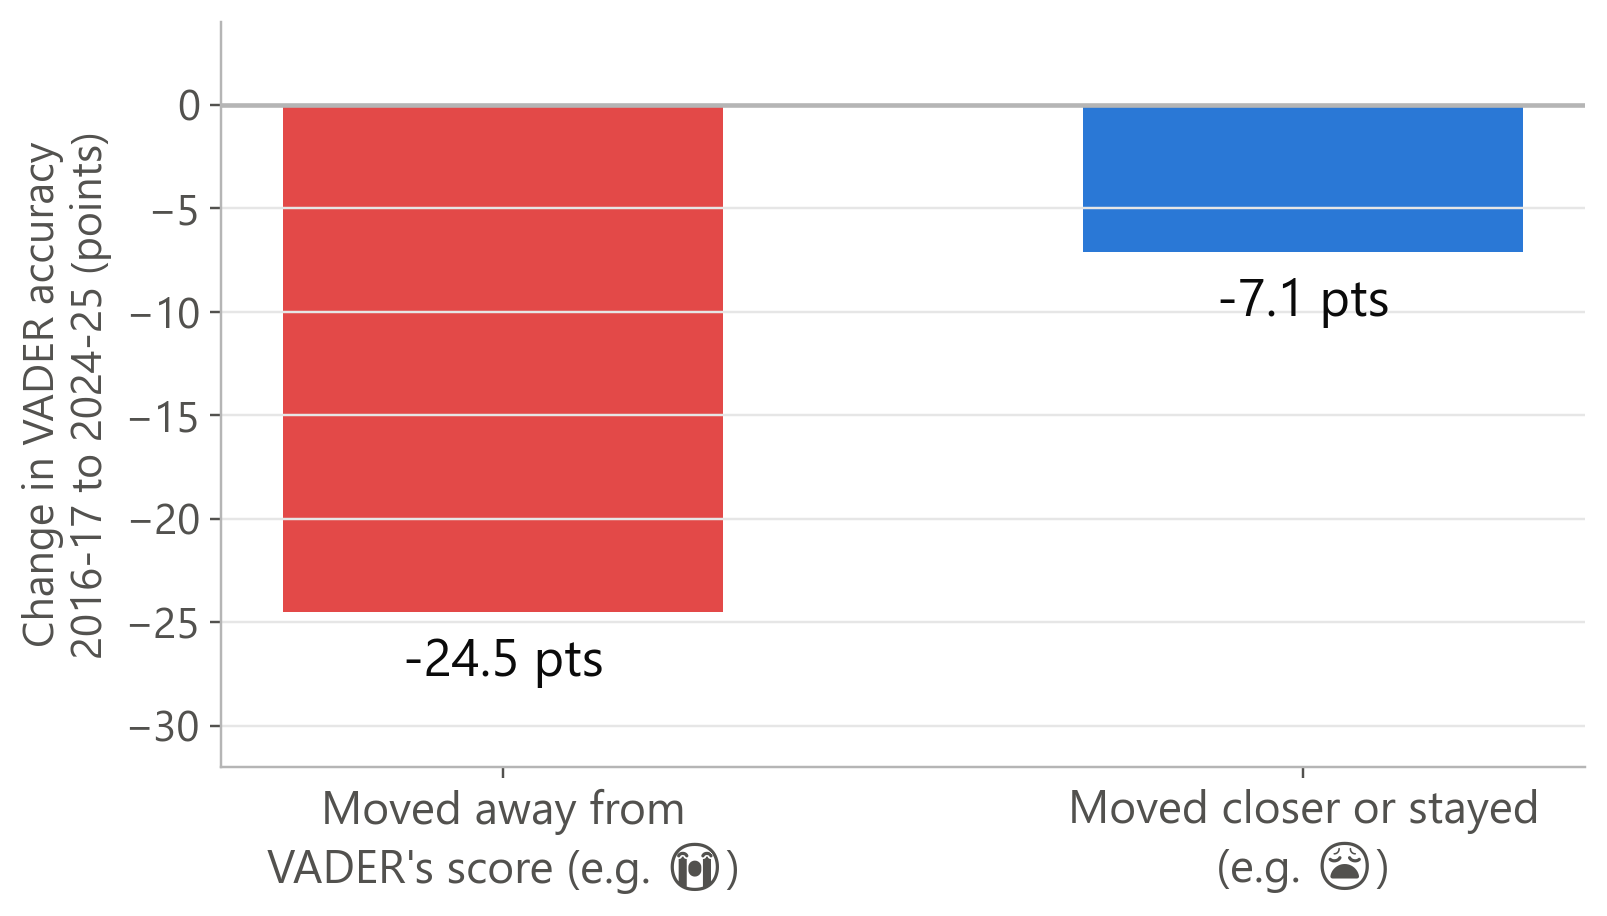 Change in VADER accuracy
2016-17 to 2024-25 (points)
0
−5
−10
−15
−20
−25
−30
-24.5 pts
-7.1 pts
Moved away from
VADER's score (e.g. 😭)
Moved closer or stayed
(e.g. 😩)